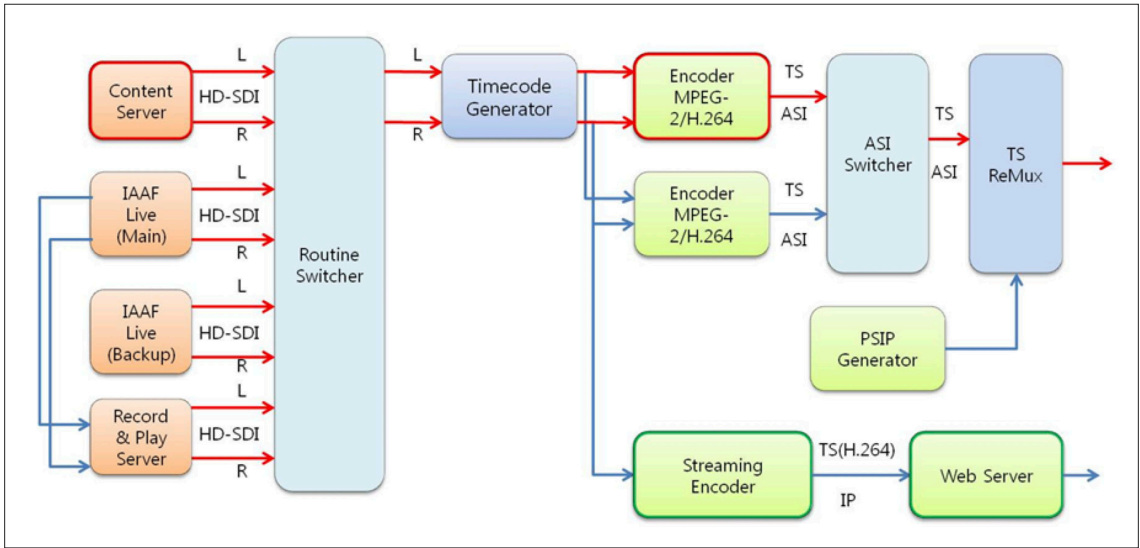 Content
Server
L
HD-SDI
R
IAAF
Live
(Main)
L
HD-SDI
R
IAAF
Live
(Backup)
L
HD-SDI
R
Record
& Play
Server
L
HD-SDI
R
Routine
Switcher
L
R
Timecode
Generator
Encoder
MPEG-
2/H.264
TS
ASI
Encoder
MPEG-
2/H.264
TS
ASI
ASI
Switcher
TS
ASI
TS
ReMux
PSIP
Generator
Streaming
Encoder
TS(H.264)
IP
Web Server